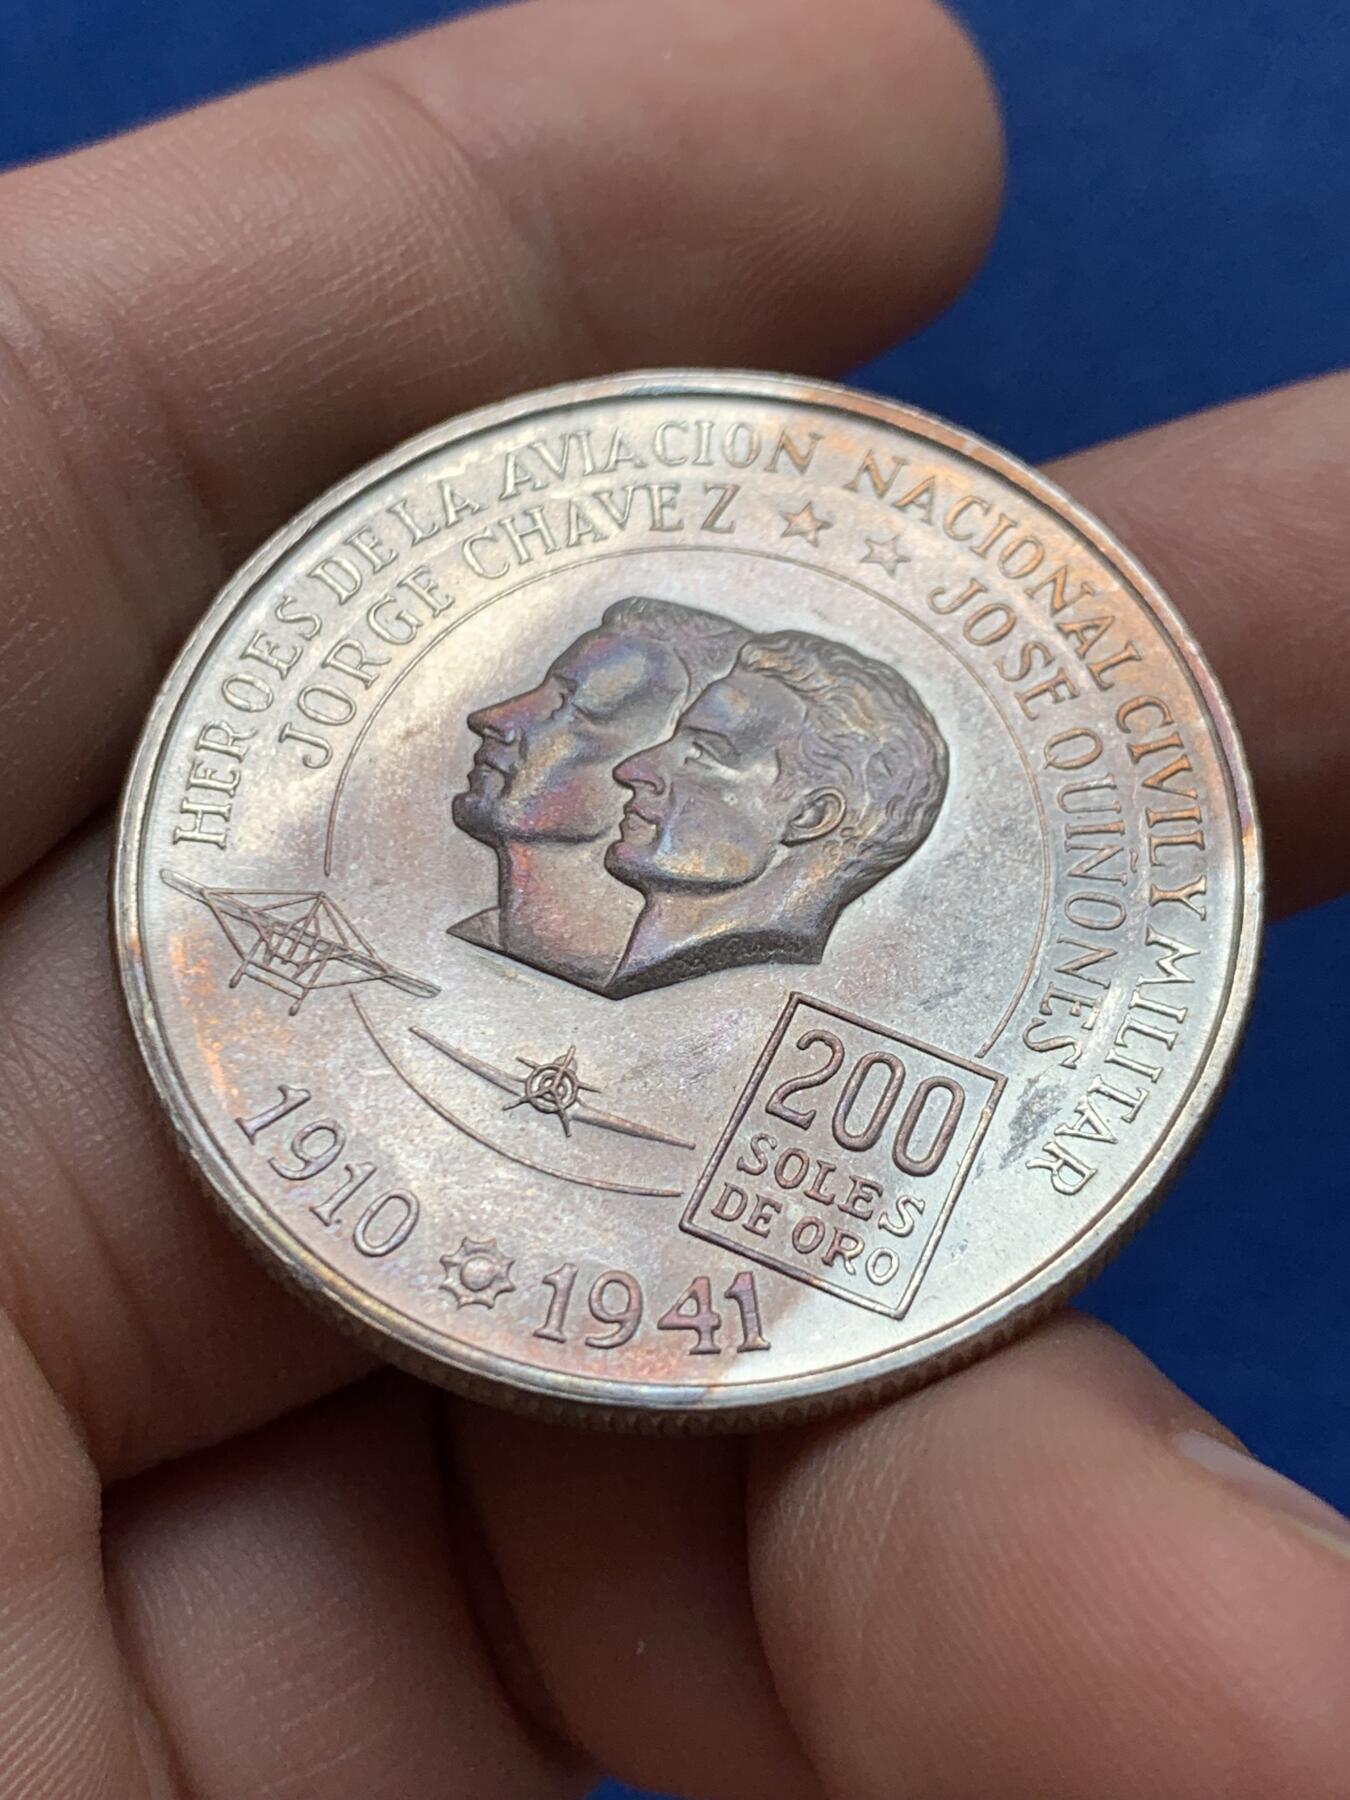 HEROES DE LA AVIACION NACIONAL CIVIL Y MILITAR
JORGE CHAVEZ ★ ★ JOSE QUIÑONES
200
SOLES
DE ORO
1910 1941